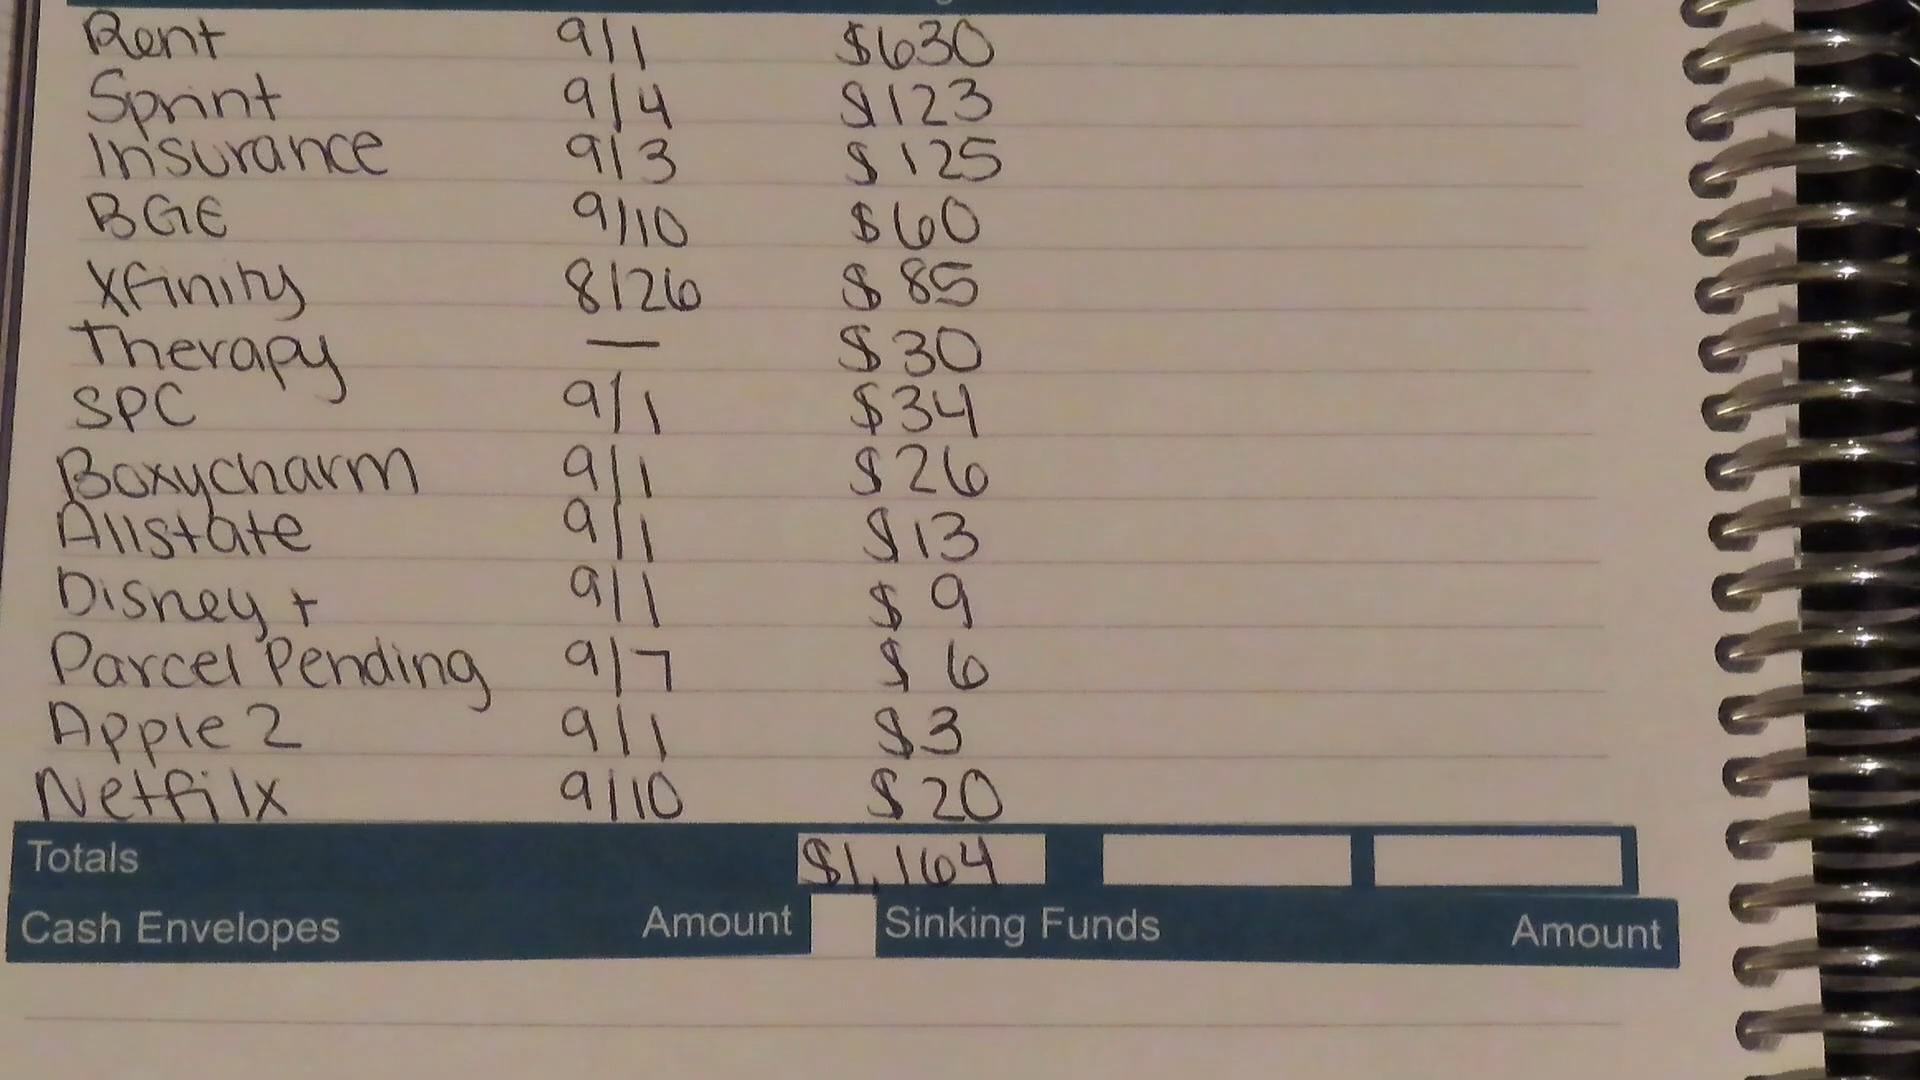 Rent 9/1 $630
Sprint 9/4 $123
Insurance 9/3 $125
BGE 9/10 $60
Xfinity 8/26 $85
Therapy — $30
SPC 9/1 $34
Boxycharm 9/1 $26
Allstate 9/1 $13
Disney + 9/1 $9
Parcel Pending 9/7 $6
Apple 2 9/1 $3
Netfilx 9/10 $20
Totals $1,164
Cash Envelopes Amount Sinking Funds Amount